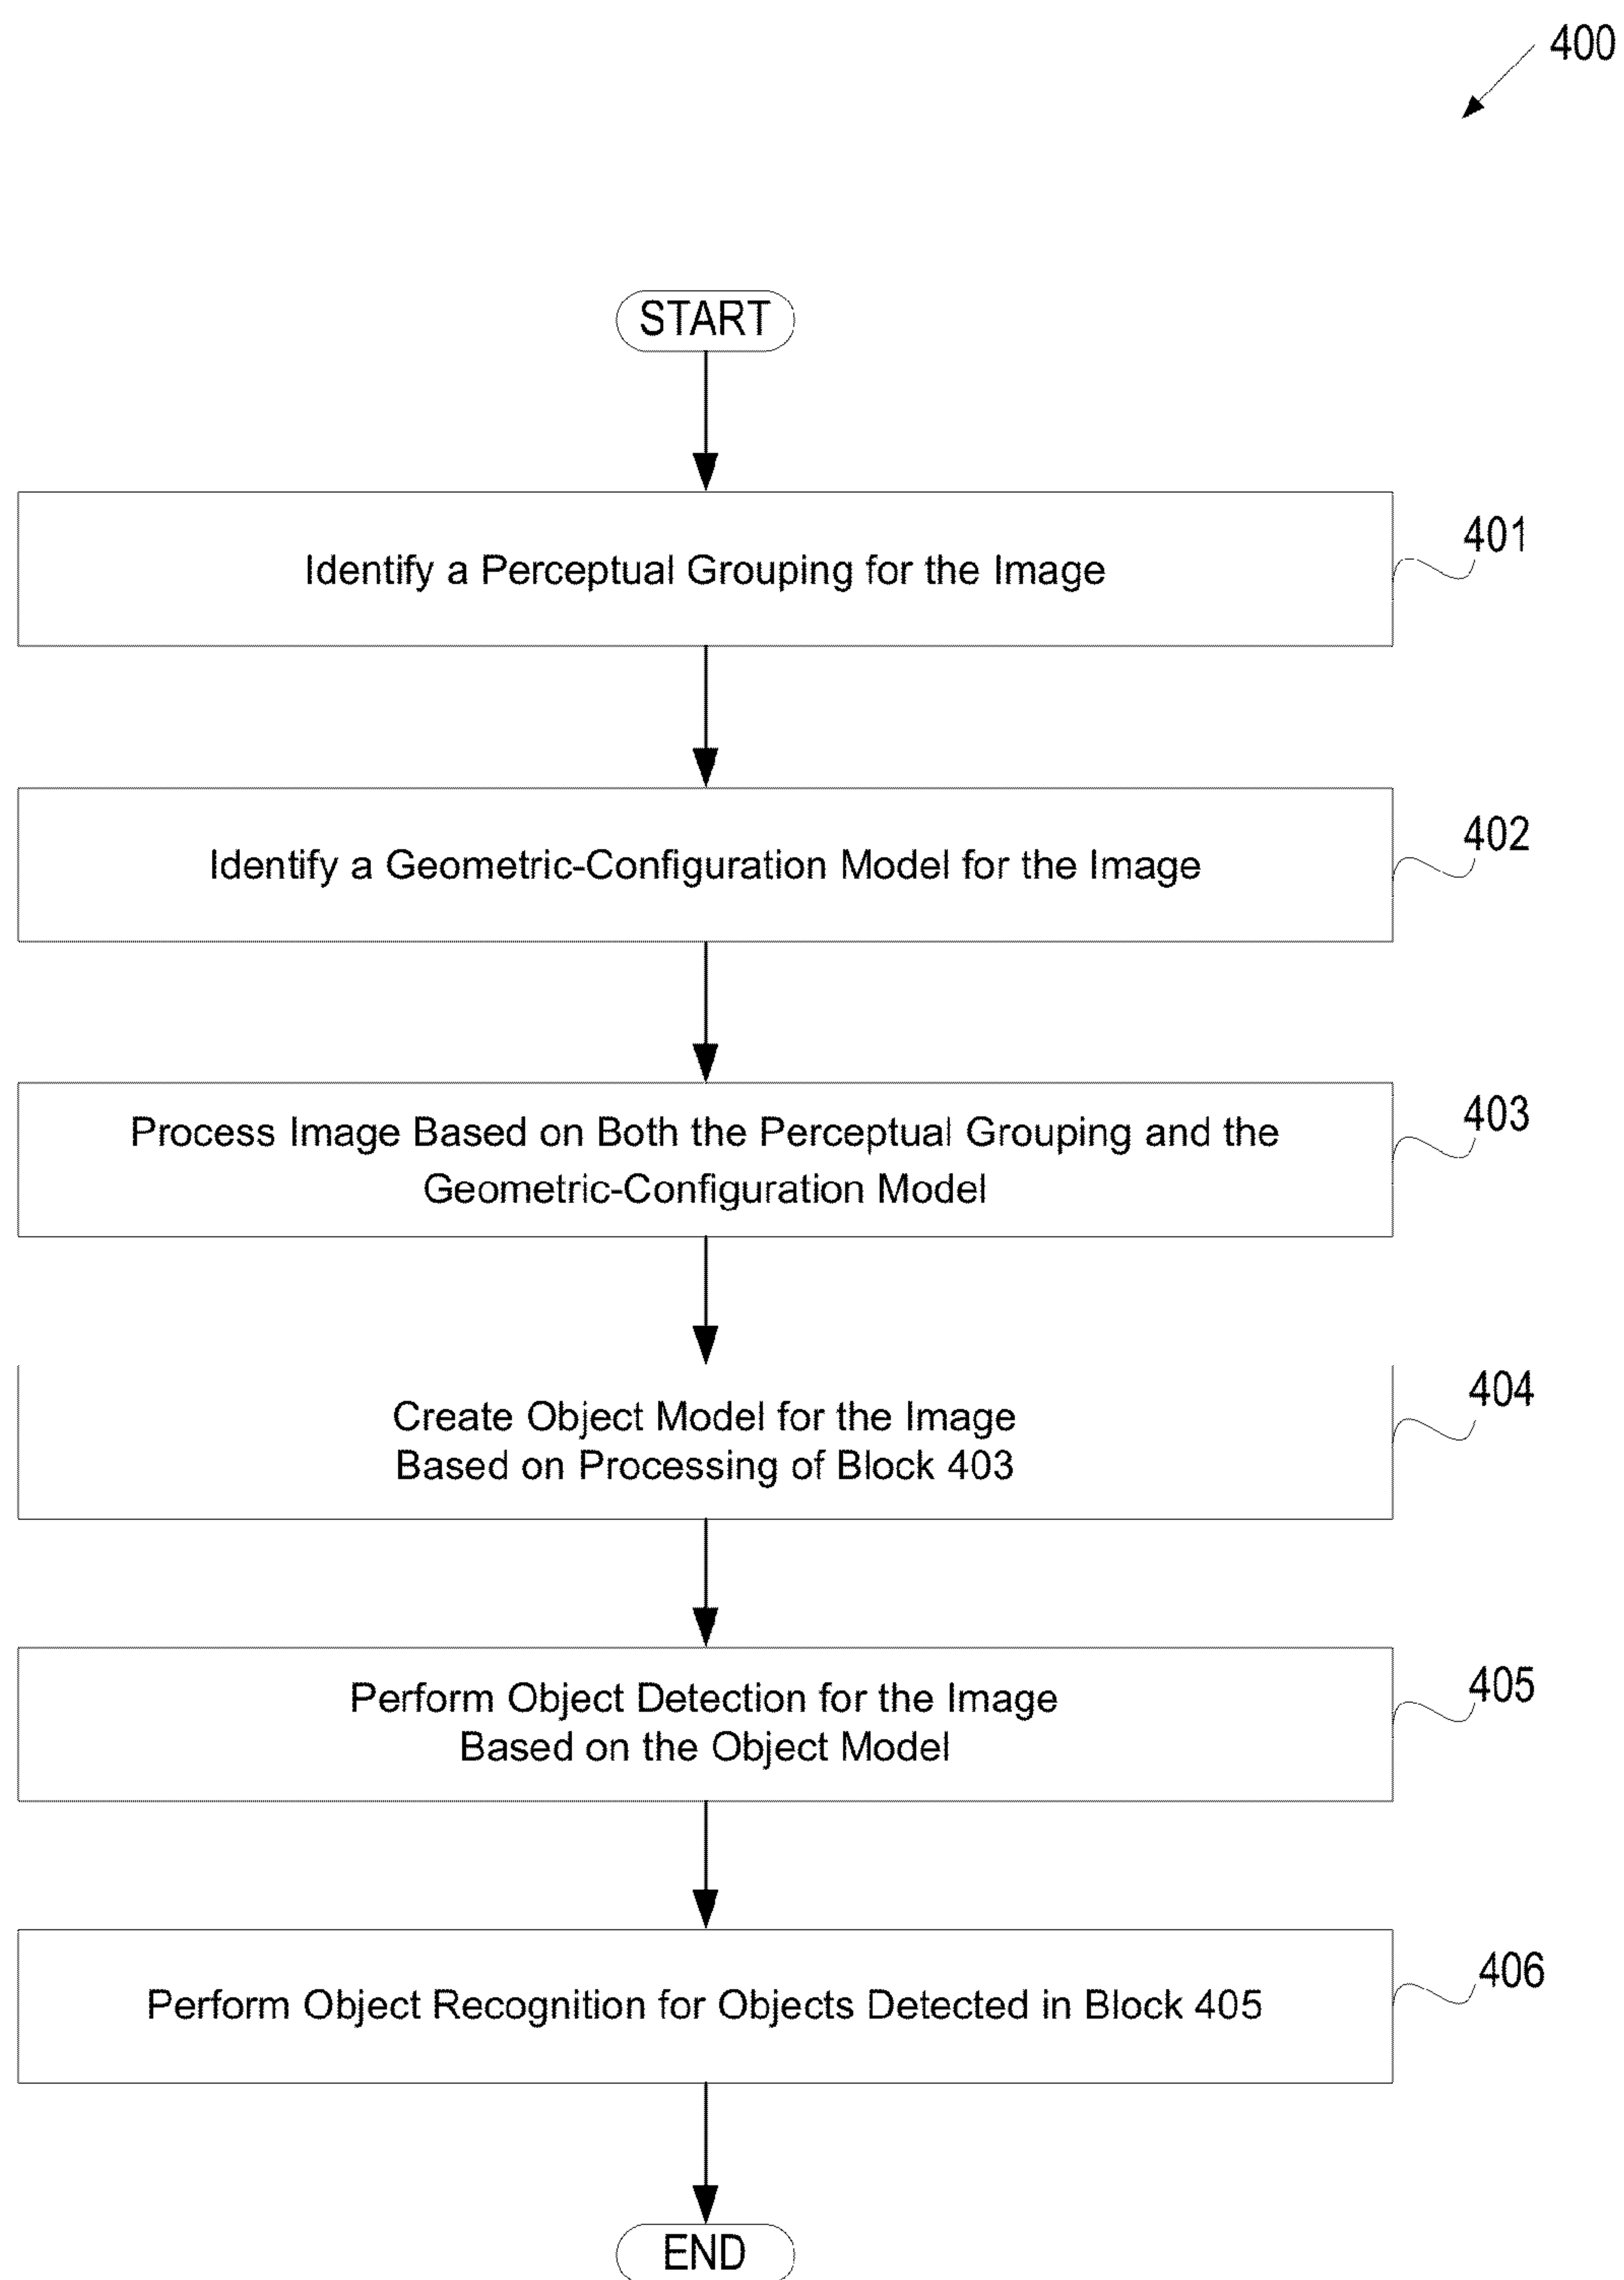 400
START
Identify a Perceptual Grouping for the Image
401
Identify a Geometric-Configuration Model for the Image
402
Process Image Based on Both the Perceptual Grouping and the
Geometric-Configuration Model
403
Create Object Model for the Image
Based on Processing of Block 403
404
Perform Object Detection for the Image
Based on the Object Model
405
Perform Object Recognition for Objects Detected in Block 405
406
END